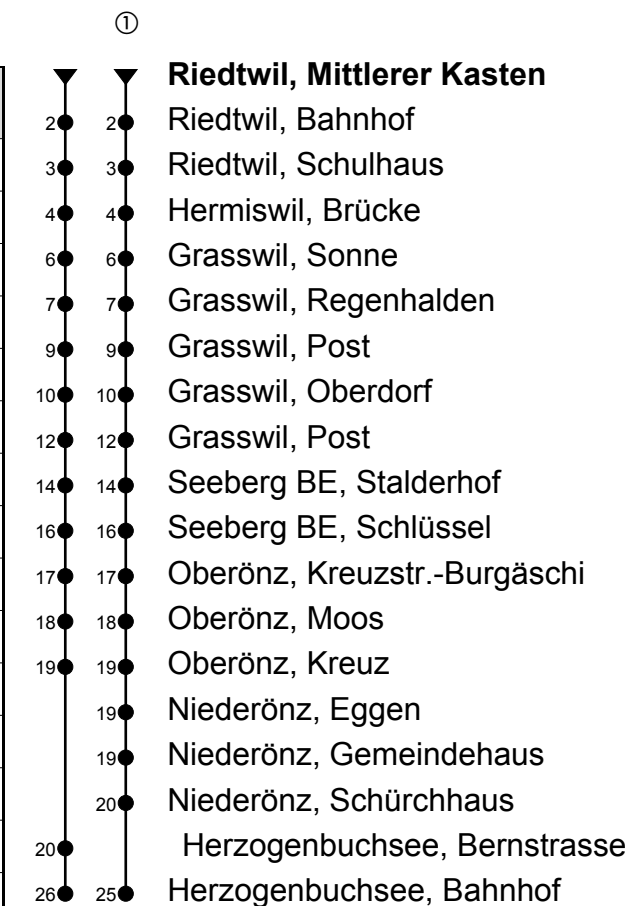 ①
Riedtwil, Mittlerer Kasten
2 2 Riedtwil, Bahnhof
3 3 Riedtwil, Schulhaus
4 4 Hermiswil, Brücke
6 6 Grasswil, Sonne
7 7 Grasswil, Regenhalden
9 9 Grasswil, Post
10 10 Grasswil, Oberdorf
12 12 Grasswil, Post
14 14 Seeberg BE, Stalderhof
16 16 Seeberg BE, Schlüssel
17 17 Oberönz, Kreuzstr.-Burgäschi
18 18 Oberönz, Moos
19 19 Oberönz, Kreuz
19 Niederönz, Eggen
19 Niederönz, Gemeindehaus
20 Niederönz, Schürchhaus
20 Herzogenbuchsee, Bernstrasse
26 25 Herzogenbuchsee, Bahnhof